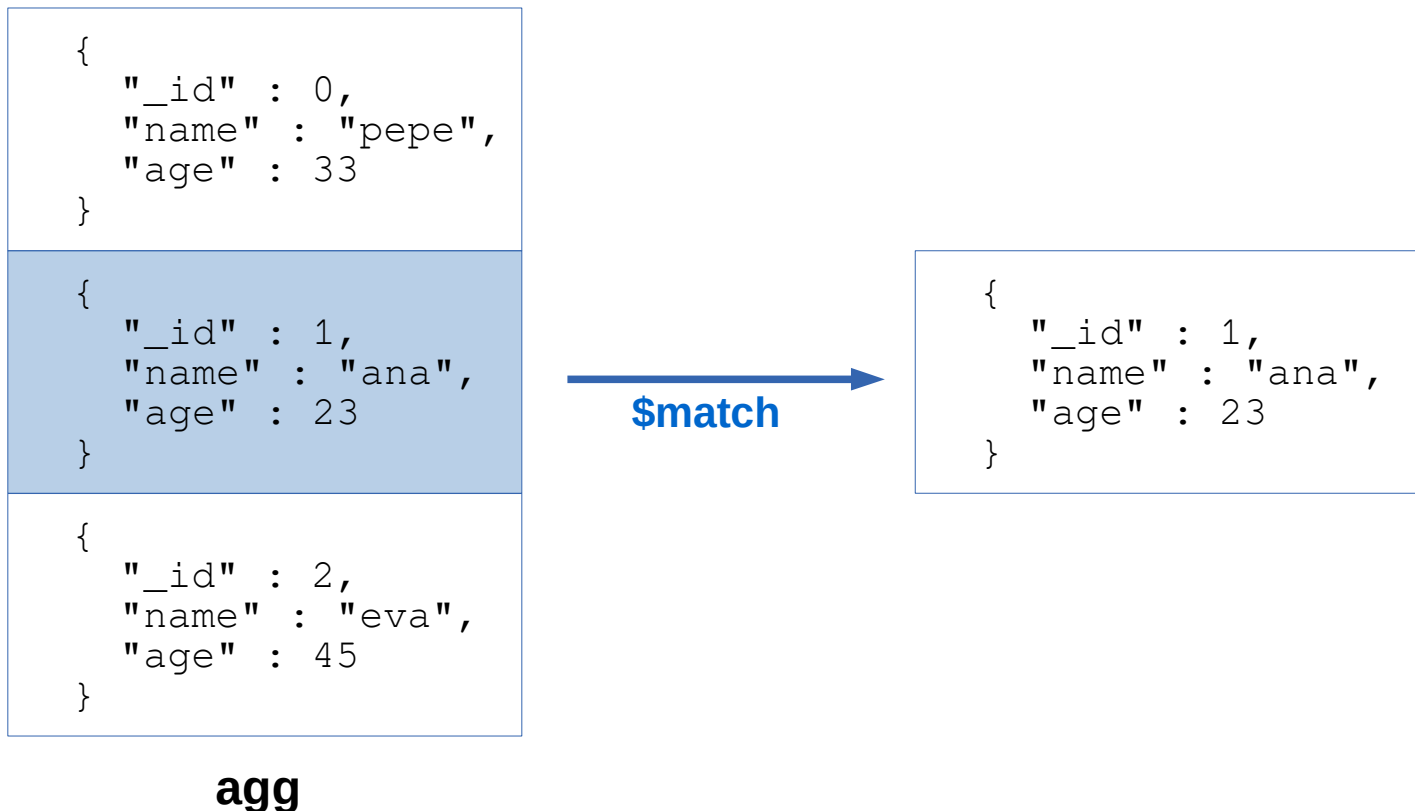 {
"_id" : 0,
"name" : "pepe",
"age" : 33
}
{
"_id" : 1,
"name" : "ana",
"age" : 23
}
{
"_id" : 2,
"name" : "eva",
"age" : 45
}
agg
$match
{
"_id" : 1,
"name" : "ana",
"age" : 23
}